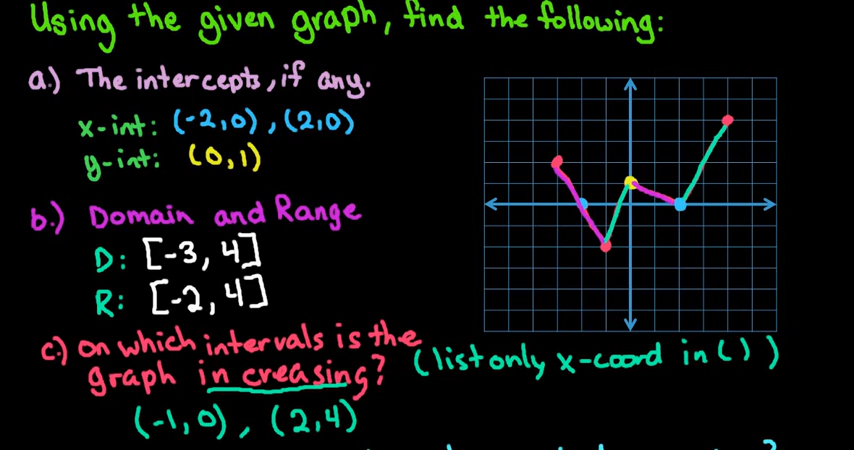 Using the given graph, find the following:
a.) The intercepts, if any.
x-int: (-2,0), (2,0)
y-int: (0,1)
b.) Domain and Range
D: [-3, 4]
R: [-2, 4]
c.) on which intervals is the
graph increasing? (list only x-coord in ( ) )
(-1,0), (2,4)